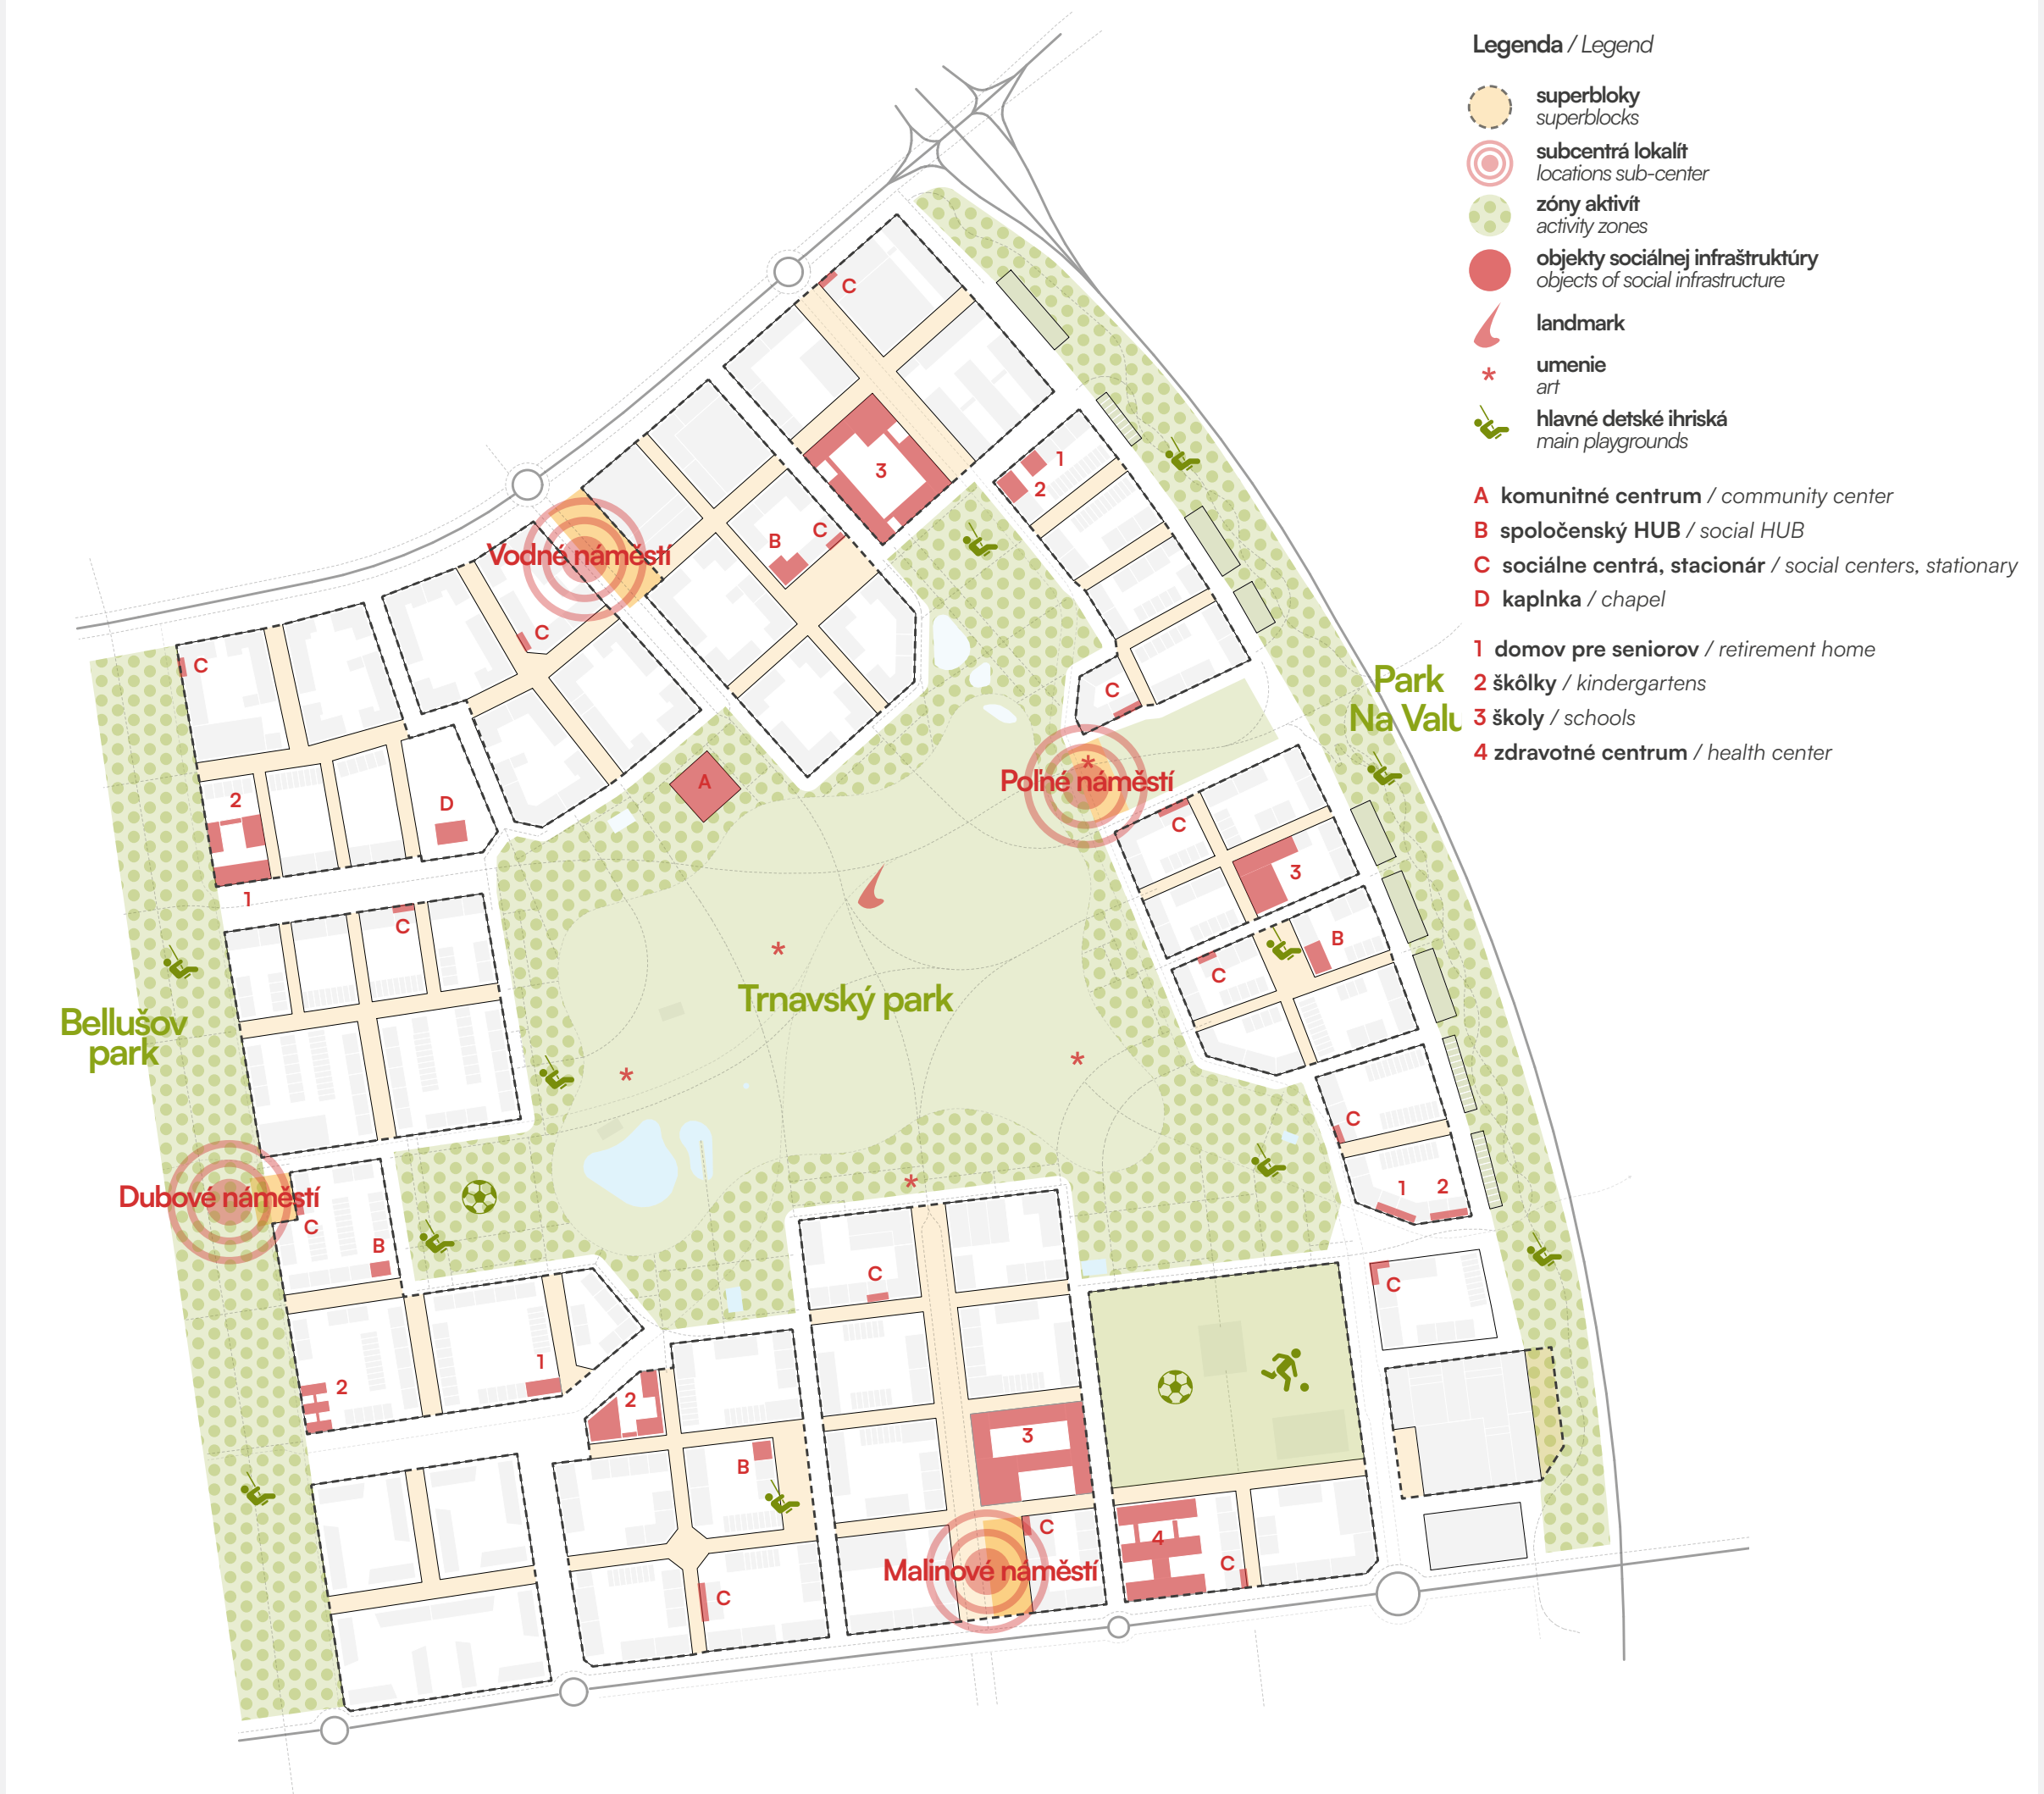 Legenda / Legend
superbloky
superblocks
subcentrá lokalít
locations sub-center
zóny aktivít
activity zones
objekty sociálnej infraštruktúry
objects of social infrastructure
landmark
* umenie
art
hlavné detské ihriská
main playgrounds
A komunitné centrum / community center
B spoločenský HUB / social HUB
C sociálne centrá, stacionár / social centers, stationary
D kaplnka / chapel
1 domov pre seniorov / retirement home
2 škôlky / kindergartens
3 školy / schools
4 zdravotné centrum / health center
C
3
1
2
B
C
Vodné náměstí
C
C
Park
Na Valu
C
*
Poľné náměstí
A
2
D
C
3
1
C
B
*
C
Trnavský park
Bellušov
park
*
*
C
*
1
2
Dubové náměstí
C
B
C
C
1
2
2
3
B
C
4
C
Malinové náměstí
C